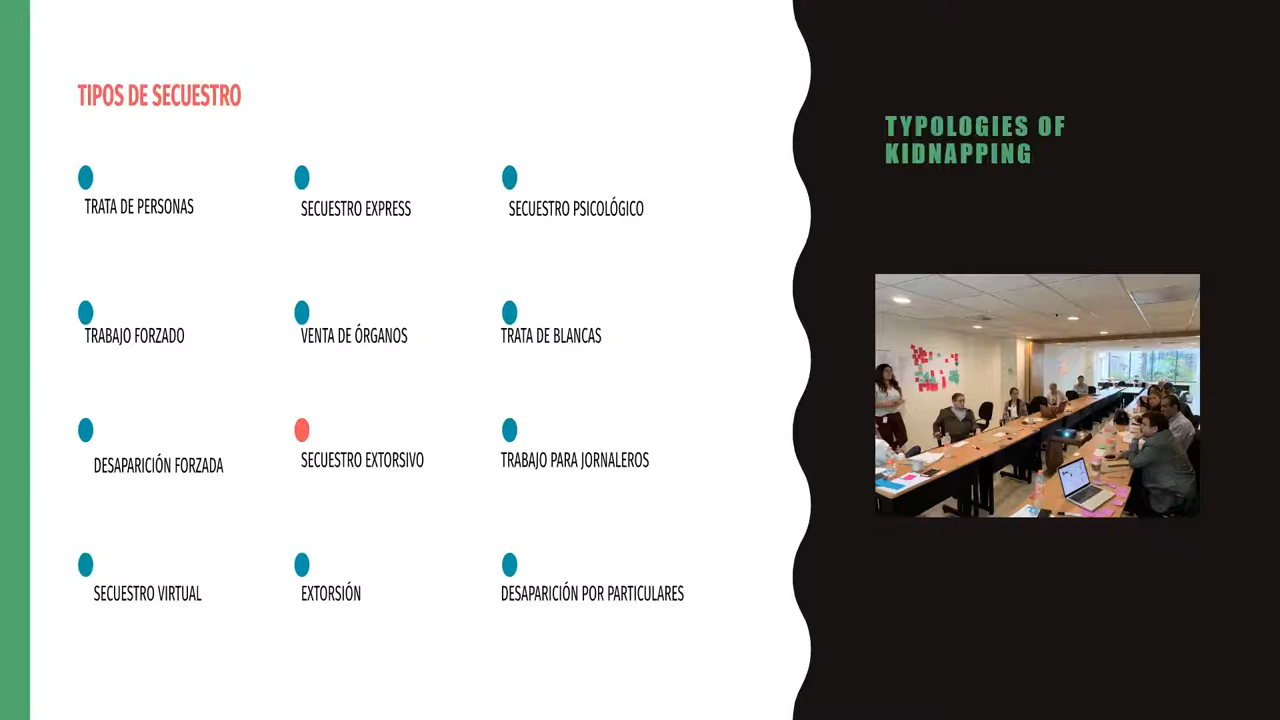 TIPOS DE SECUESTRO
TRATA DE PERSONAS
SECUESTRO EXPRESS
SECUESTRO PSICOLÓGICO
TRABAJO FORZADO
VENTA DE ÓRGANOS
TRATA DE BLANCAS
DESAPARICIÓN FORZADA
SECUESTRO EXTORSIVO
TRABAJO PARA JORNALEROS
SECUESTRO VIRTUAL
EXTORSIÓN
DESAPARICIÓN POR PARTICULARES
TYPOLOGIES OF
KIDNAPPING